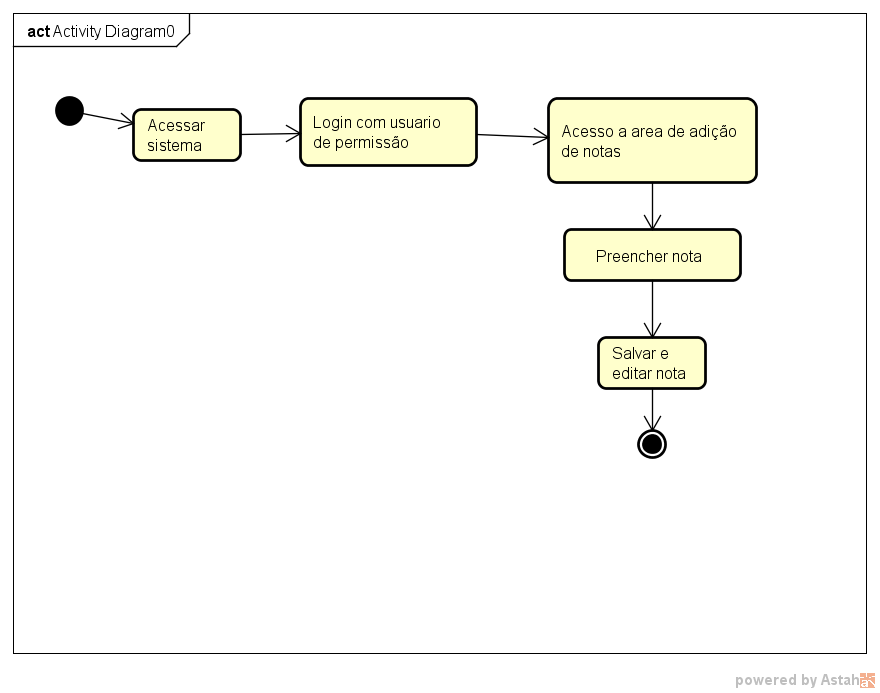 act Activity Diagram0
Acessar
sistema
Login com usuario
de permissão
Acesso a area de adição
de notas
Preencher nota
Salvar e
editar nota
powered by Astah